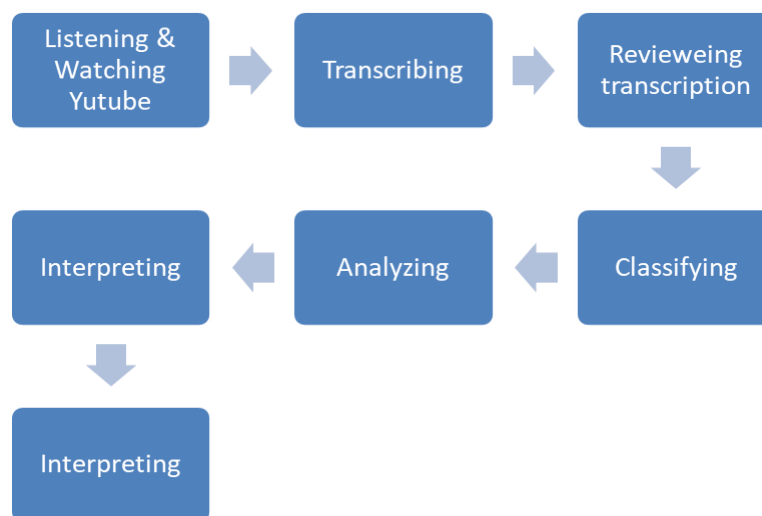 Listening &
Watching
Yutube
Transcribing
Revieweing
transcription
Classifying
Analyzing
Interpreting
Interpreting